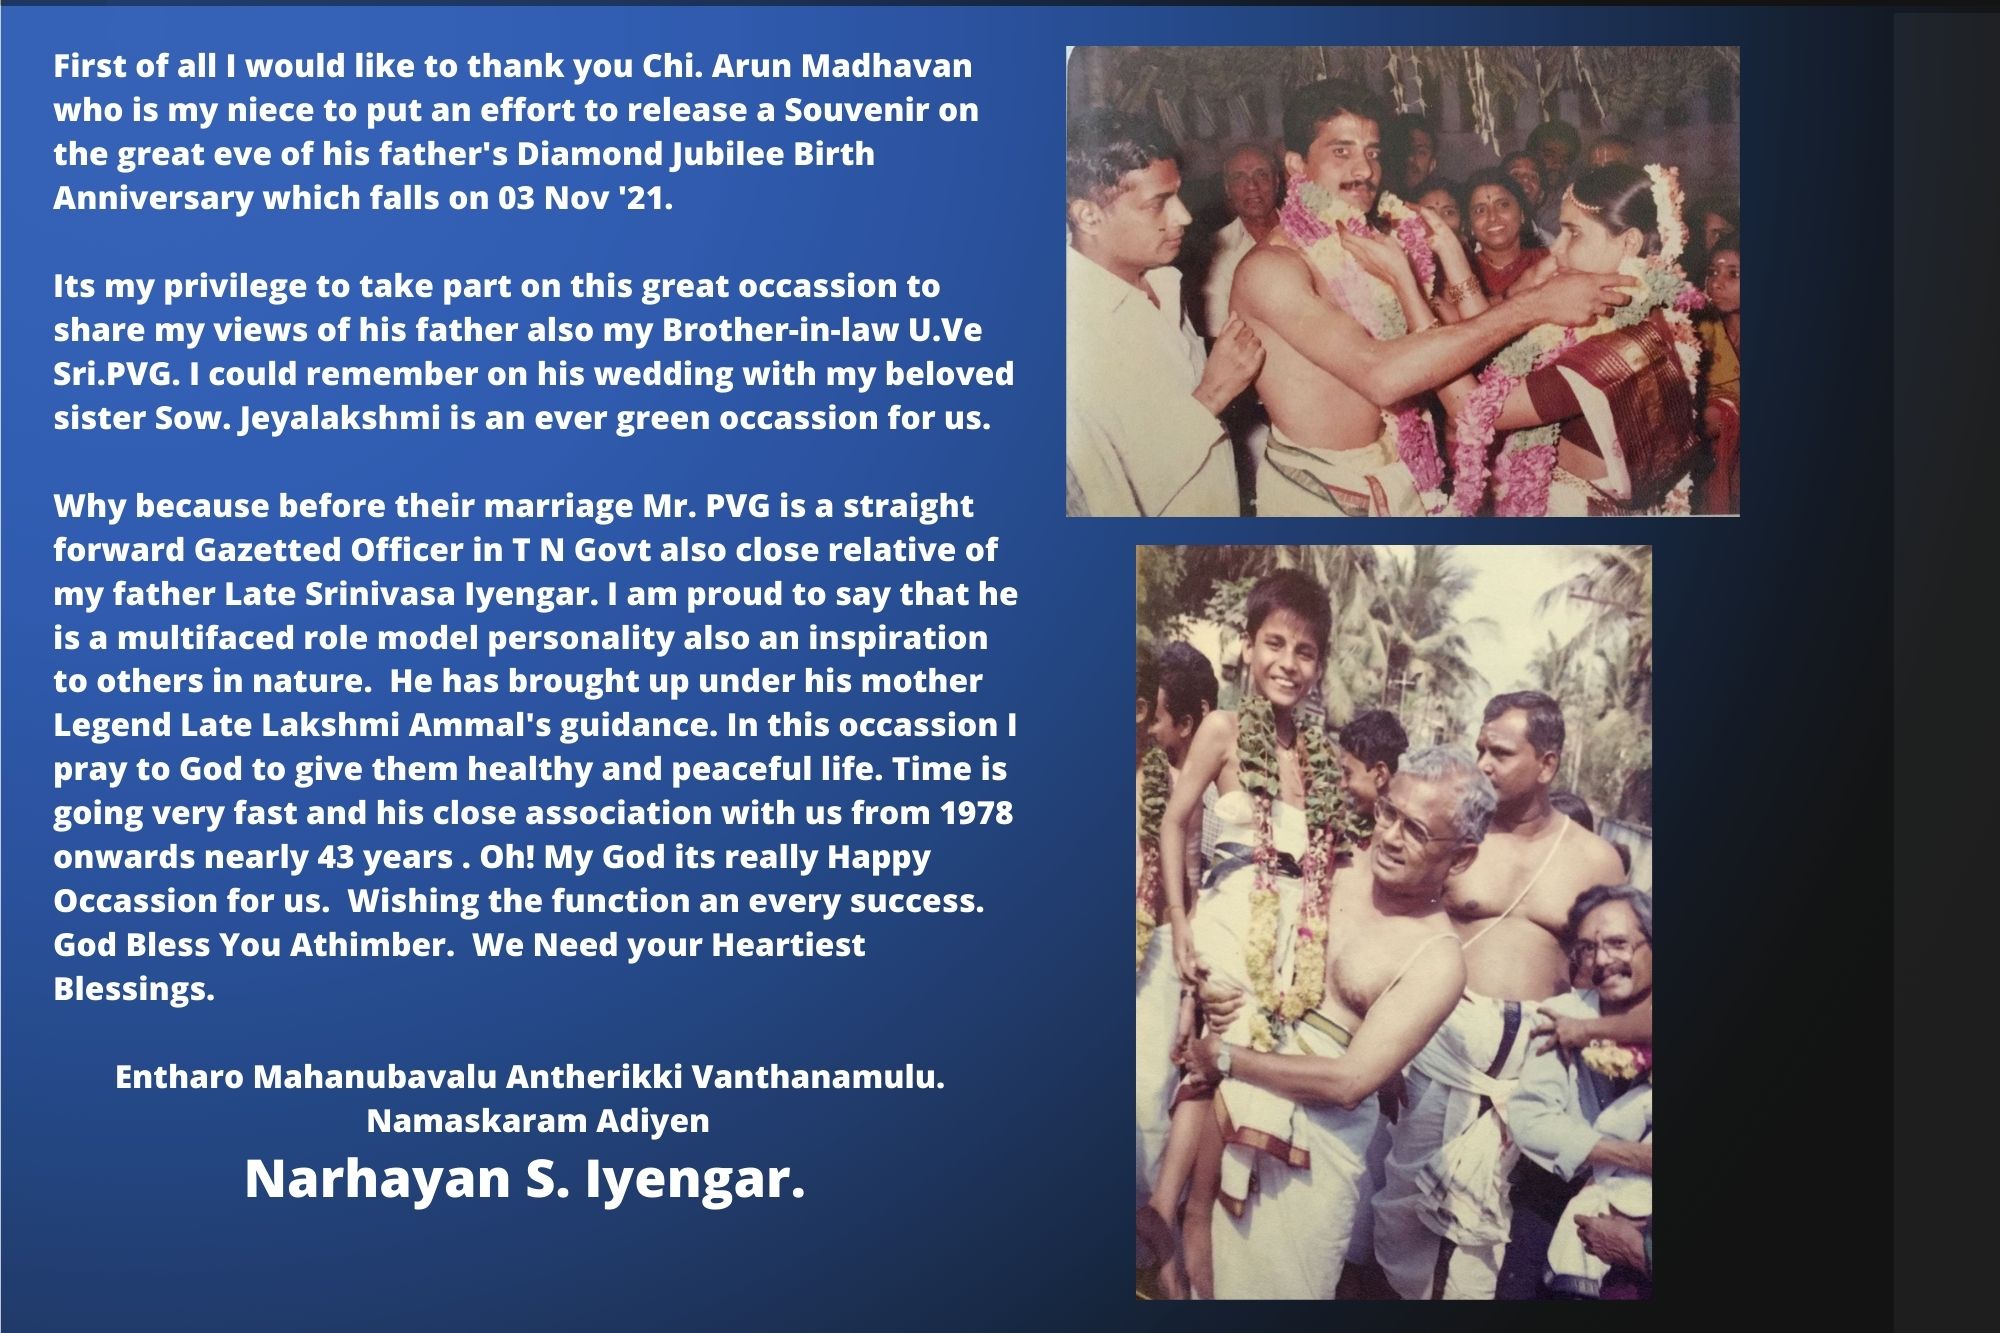 First of all I would like to thank you Chi. Arun Madhavan
who is my niece to put an effort to release a Souvenir on
the great eve of his father's Diamond Jubilee Birth
Anniversary which falls on 03 Nov '21.
Its my privilege to take part on this great occassion to
share my views of his father also my Brother-in-law U.Ve
Sri.PVG. I could remember on his wedding with my beloved
sister Sow. Jeyalakshmi is an ever green occassion for us.
Why because before their marriage Mr. PVG is a straight
forward Gazetted Officer in T N Govt also close relative of
my father Late Srinivasa Iyengar. I am proud to say that he
is a multifaced role model personality also an inspiration
to others in nature.  He has brought up under his mother
Legend Late Lakshmi Ammal's guidance. In this occassion I
pray to God to give them healthy and peaceful life. Time is
going very fast and his close association with us from 1978
onwards nearly 43 years . Oh! My God its really Happy
Occassion for us.  Wishing the function an every success.
God Bless You Athimber.  We Need your Heartiest
Blessings.
Entharo Mahanubavalu Antherikki Vanthanamulu.
Namaskaram Adiyen
Narhayan S. Iyengar.